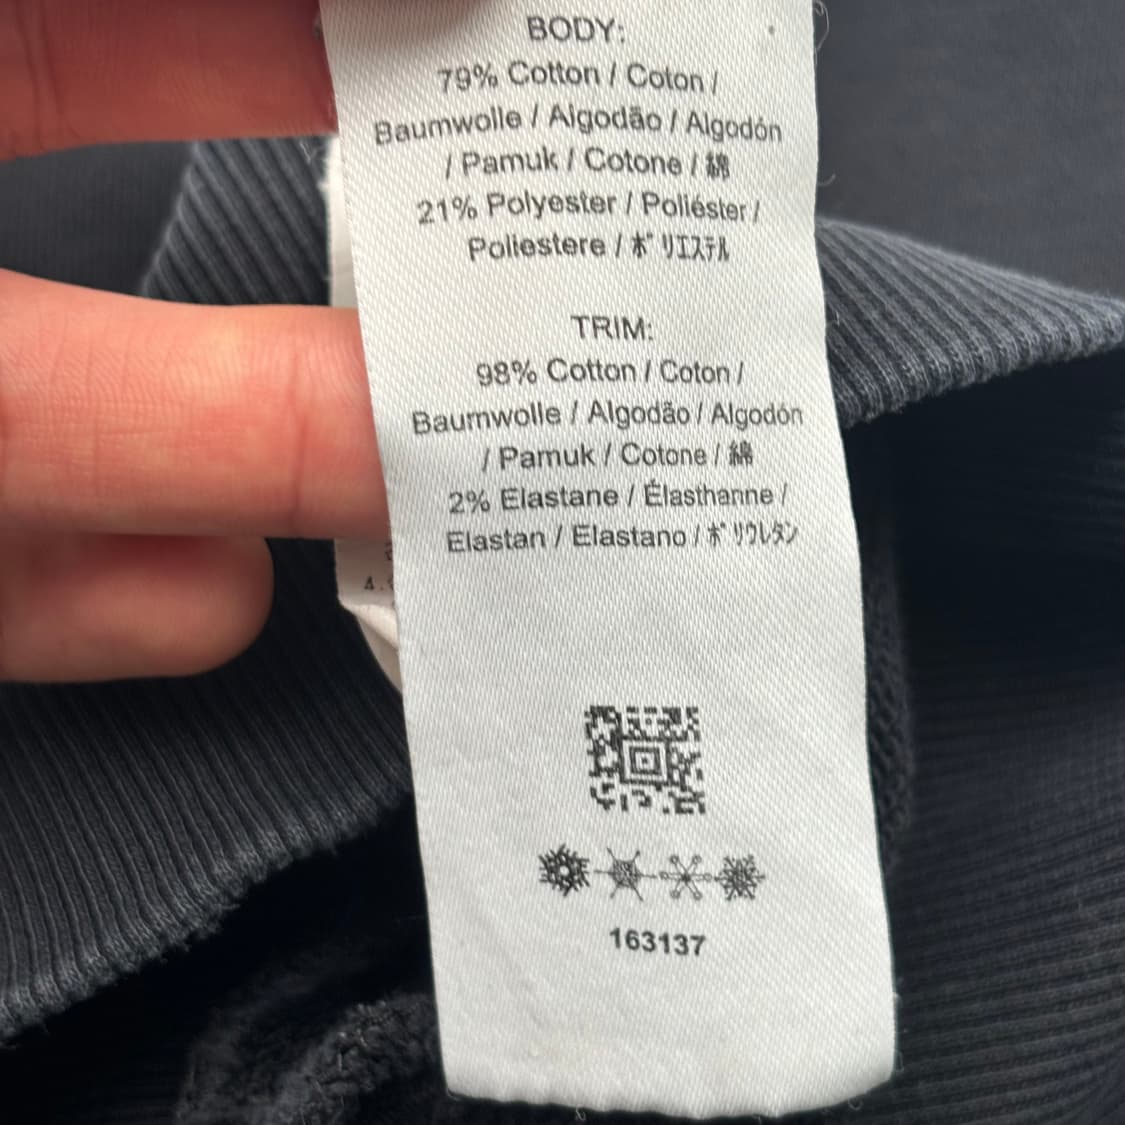 BODY:
79% Cotton / Coton /
Baumwolle / Algodão / Algodón
/ Pamuk / Cotone / 綿
21% Polyester / Poliéster /
Poliestere / ポリエステル
TRIM:
98% Cotton / Coton /
Baumwolle / Algodão / Algodón
/ Pamuk / Cotone / 綿
2% Elastane / Élasthanne /
Elastan / Elastano / ポリウレタン
4.
163137